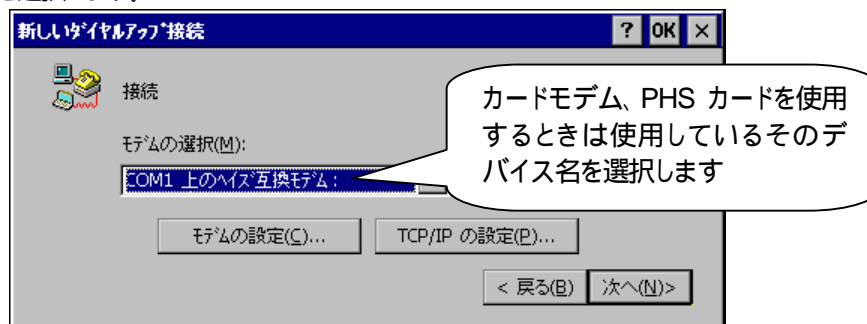 新しいﾀﾞｲﾔﾙｱｯﾌﾟ接続 ? OK ×
接続
カードモデム、PHS カードを使用
するときは使用しているそのデ
バイス名を選択します
ﾓﾃﾞﾑの選択(M):
COM1 上のﾍｲｽﾞ互換ﾓﾃﾞﾑ:
ﾓﾃﾞﾑの設定(C)... TCP/IP の設定(P)...
< 戻る(B) 次へ(N)>